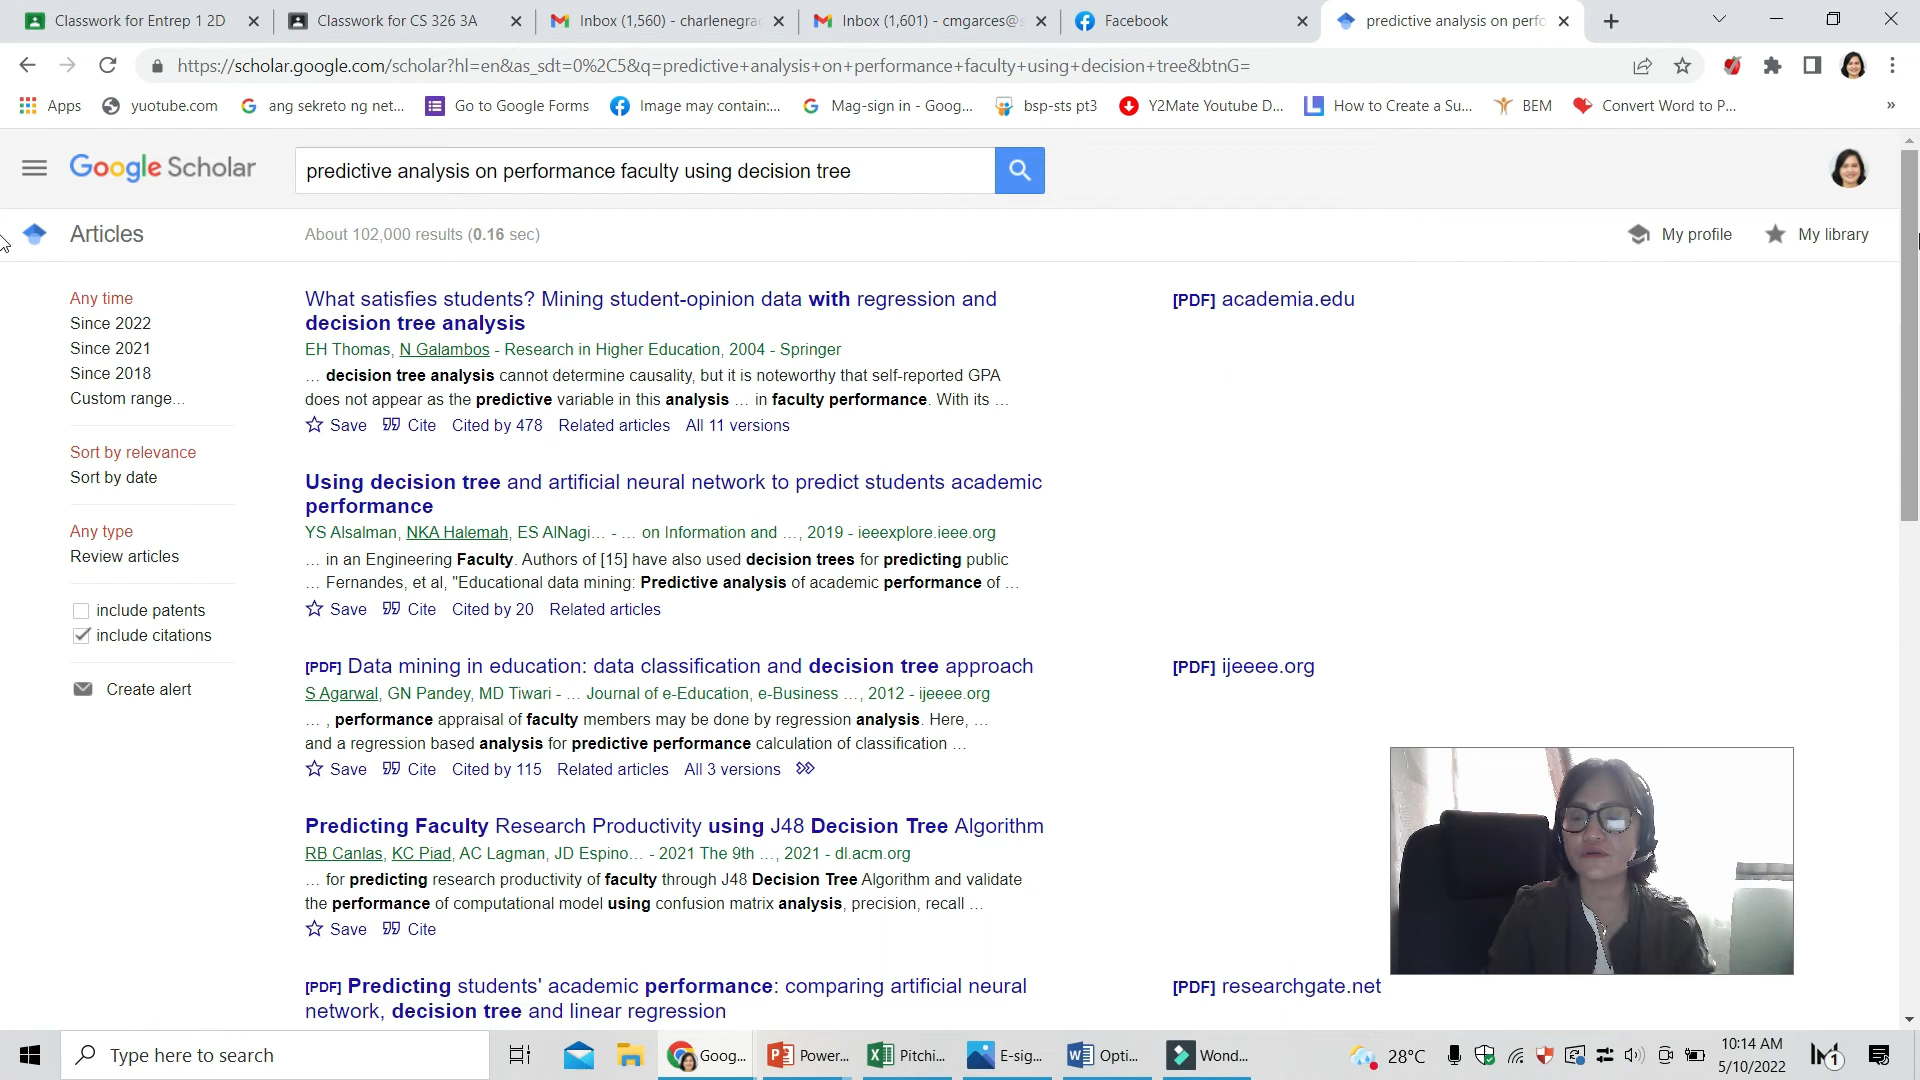 Classwork for Entrep 1 2D
Classwork for CS 326 3A
Inbox (1,560) - charlenegra
Inbox (1,601) - cmgarces@s
Facebook
predictive analysis on perfo
https://scholar.google.com/scholar?hl=en&as_sdt=0%2C5&q=predictive+analysis+on+performance+faculty+using+decision+tree&btnG=
Apps
yuotube.com
ang sekreto ng net...
Go to Google Forms
Image may contain:...
Mag-sign in - Goog...
bsp-sts pt3
Y2Mate Youtube D...
How to Create a Su...
BEM
Convert Word to P...
»
Google Scholar
predictive analysis on performance faculty using decision tree
Articles
About 102,000 results (0.16 sec)
My profile
My library
Any time
Since 2022
Since 2021
Since 2018
Custom range...
Sort by relevance
Sort by date
Any type
Review articles
include patents
include citations
Create alert
What satisfies students? Mining student-opinion data with regression and
decision tree analysis
EH Thomas, N Galambos - Research in Higher Education, 2004 - Springer
... decision tree analysis cannot determine causality, but it is noteworthy that self-reported GPA
does not appear as the predictive variable in this analysis ... in faculty performance. With its ...
Save Cite Cited by 478 Related articles All 11 versions
[PDF] academia.edu
Using decision tree and artificial neural network to predict students academic
performance
YS Alsalman, NKA Halemah, ES AlNagi... - ... on Information and ..., 2019 - ieeexplore.ieee.org
... in an Engineering Faculty. Authors of [15] have also used decision trees for predicting public
... Fernandes, et al, "Educational data mining: Predictive analysis of academic performance of ...
Save Cite Cited by 20 Related articles
[PDF] Data mining in education: data classification and decision tree approach
S Agarwal, GN Pandey, MD Tiwari - ... Journal of e-Education, e-Business ..., 2012 - ijeeee.org
... , performance appraisal of faculty members may be done by regression analysis. Here, ...
and a regression based analysis for predictive performance calculation of classification ...
Save Cite Cited by 115 Related articles All 3 versions
[PDF] ijeeee.org
Predicting Faculty Research Productivity using J48 Decision Tree Algorithm
RB Canlas, KC Piad, AC Lagman, JD Espino... - 2021 The 9th ..., 2021 - dl.acm.org
... for predicting research productivity of faculty through J48 Decision Tree Algorithm and validate
the performance of computational model using confusion matrix analysis, precision, recall ...
Save Cite
[PDF] Predicting students' academic performance: comparing artificial neural
network, decision tree and linear regression
[PDF] researchgate.net
Type here to search
Goog...
Power...
Pitchi...
E-sig...
Opti...
Wond...
28°C
10:14 AM
5/10/2022
1